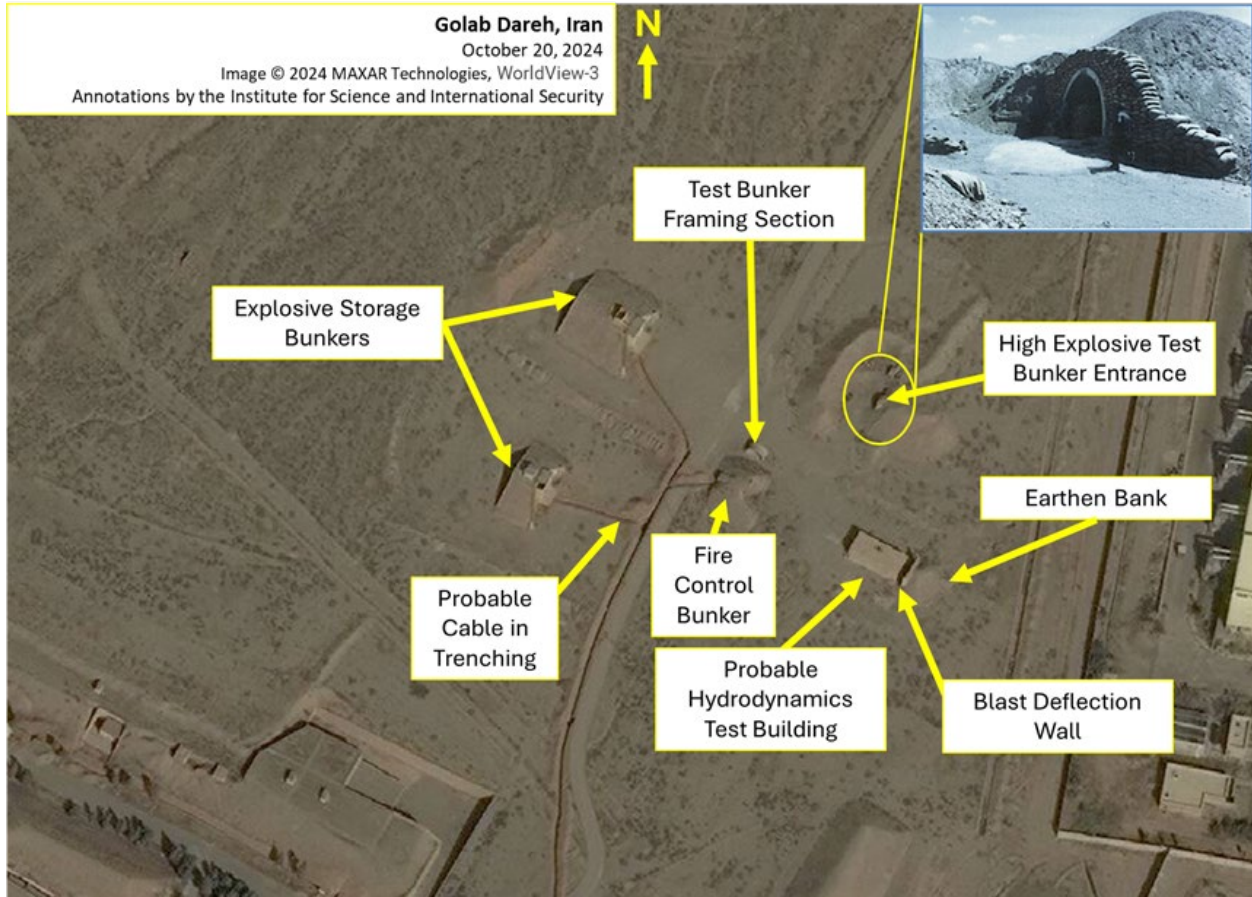 Golab Dareh, Iran
October 20, 2024
Image © 2024 MAXAR Technologies, WorldView-3
Annotations by the Institute for Science and International Security
N
Test Bunker
Framing Section
Explosive Storage
Bunkers
High Explosive Test
Bunker Entrance
Earthen Bank
Fire
Control
Bunker
Probable
Cable in
Trenching
Probable
Hydrodynamics
Test Building
Blast Deflection
Wall